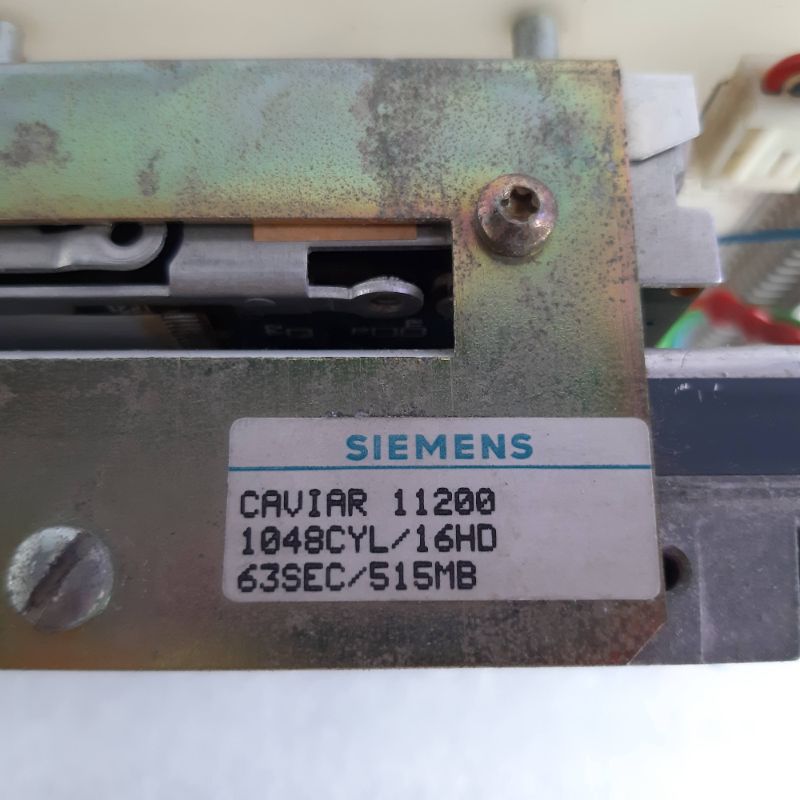 SIEMENS
CAVIAR 11200
1048CYL/16HD
63SEC/515MB